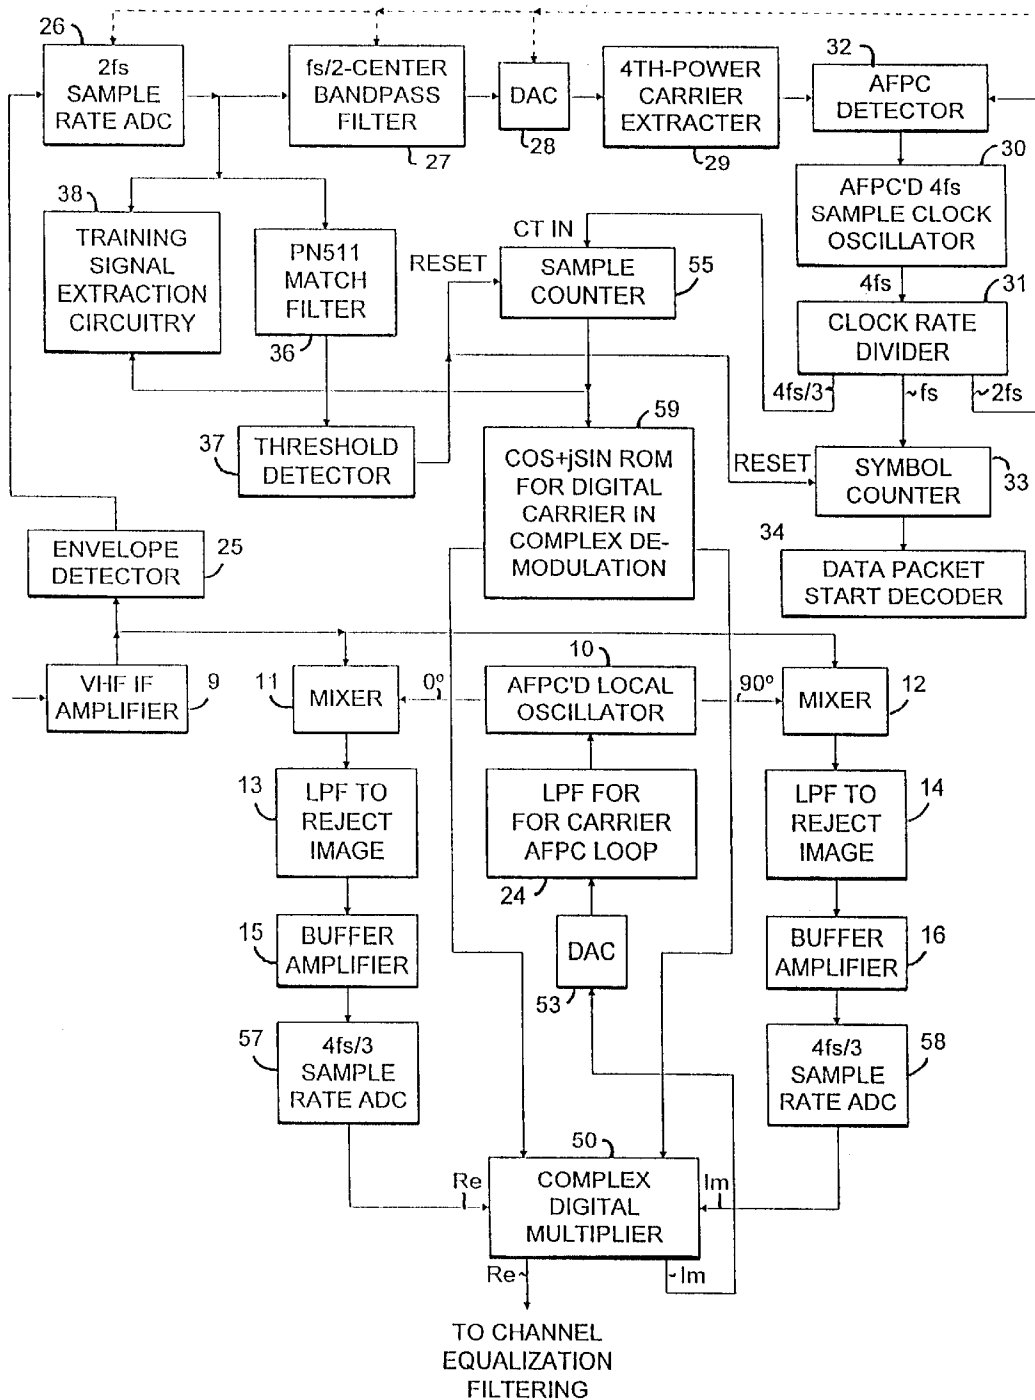 26
2fs
SAMPLE
RATE ADC
fs/2-CENTER
BANDPASS
FILTER
27
DAC
28
4TH-POWER
CARRIER
EXTRACTER
29
32
AFPC
DETECTOR
30
AFPC'D 4fs
SAMPLE CLOCK
OSCILLATOR
4fs
31
CLOCK RATE
DIVIDER
4fs/3
fs
2fs
38
TRAINING
SIGNAL
EXTRACTION
CIRCUITRY
PN511
MATCH
FILTER
36
CT IN
RESET
SAMPLE
COUNTER
55
37
THRESHOLD
DETECTOR
59
COS+jSIN ROM
FOR DIGITAL
CARRIER IN
COMPLEX DE-
MODULATION
RESET
SYMBOL
COUNTER
33
34
DATA PACKET
START DECODER
ENVELOPE
DETECTOR
25
VHF IF
AMPLIFIER
9
11
MIXER
0º
10
AFPC'D LOCAL
OSCILLATOR
90º
MIXER
12
13
LPF TO
REJECT
IMAGE
LPF FOR
FOR CARRIER
AFPC LOOP
24
LPF TO
REJECT
IMAGE
14
15
BUFFER
AMPLIFIER
DAC
53
BUFFER
AMPLIFIER
16
57
4fs/3
SAMPLE
RATE ADC
4fs/3
SAMPLE
RATE ADC
58
50
Re
COMPLEX
DIGITAL
MULTIPLIER
Im
Re
Im
TO CHANNEL
EQUALIZATION
FILTERING